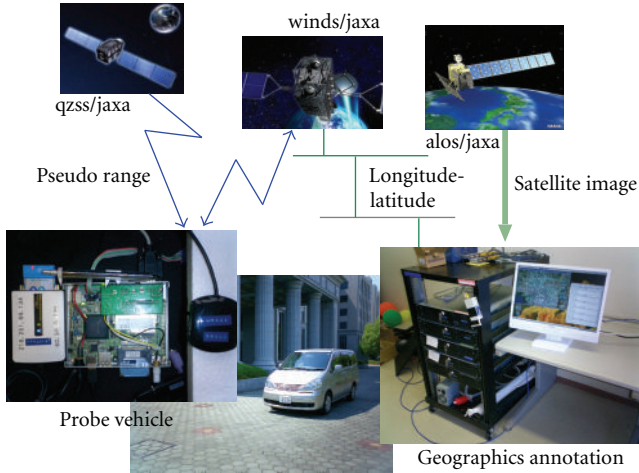 winds/jaxa
qzss/jaxa
alos/jaxa
Pseudo range
Longitude-
latitude
Satellite image
Probe vehicle
Geographics annotation